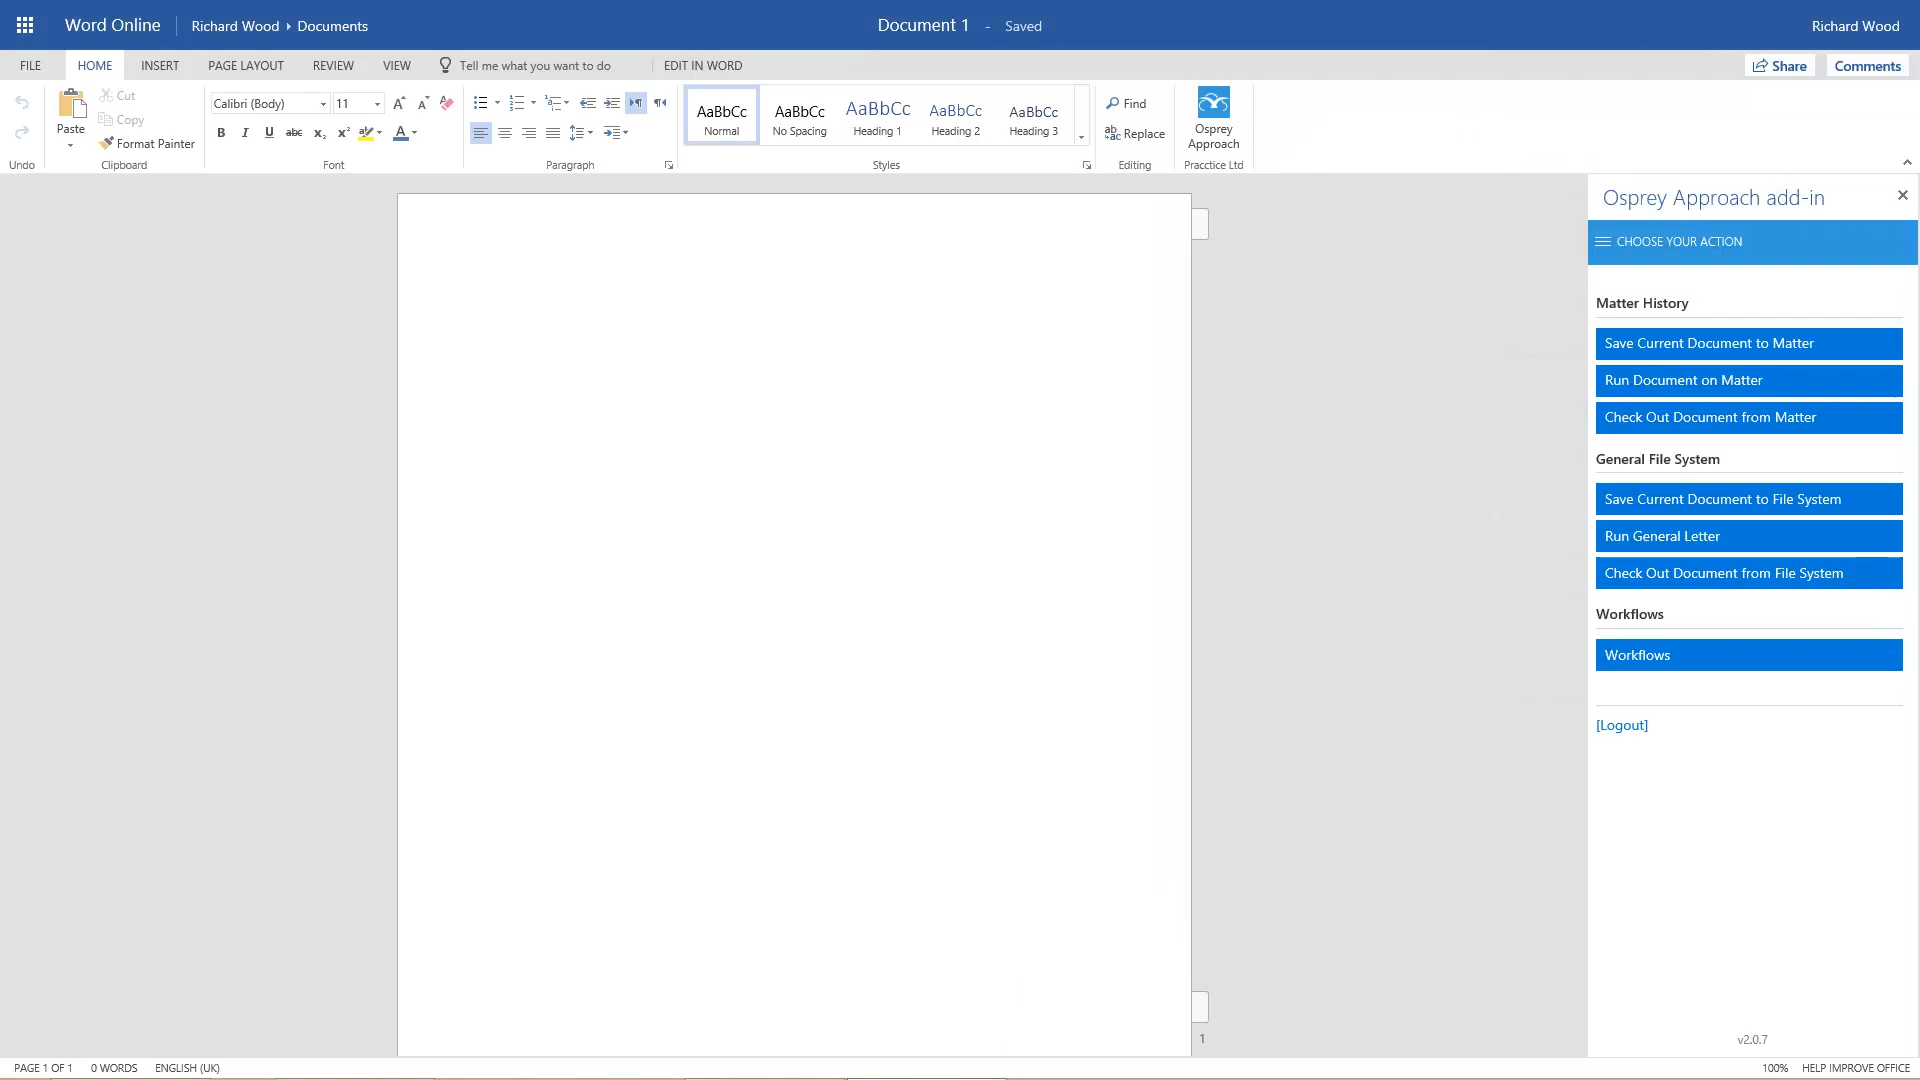 Word Online Richard Wood Documents Document 1 - Saved Richard Wood
FILE HOME INSERT PAGE LAYOUT REVIEW VIEW Tell me what you want to do EDIT IN WORD Share Comments
Paste
Cut
Copy
Format Painter
Calibri (Body) 11
B I U abc x₂ x² A
AaBbCc AaBbCc AaBbCc AaBbCc AaBbCc
Normal No Spacing Heading 1 Heading 2 Heading 3
Find
Replace
Osprey
Approach
Undo Clipboard Font Paragraph Styles Editing Pracctice Ltd
Osprey Approach add-in
CHOOSE YOUR ACTION
Matter History
Save Current Document to Matter
Run Document on Matter
Check Out Document from Matter
General File System
Save Current Document to File System
Run General Letter
Check Out Document from File System
Workflows
Workflows
[Logout]
v2.0.7
1
PAGE 1 OF 1 0 WORDS ENGLISH (UK) 100% HELP IMPROVE OFFICE